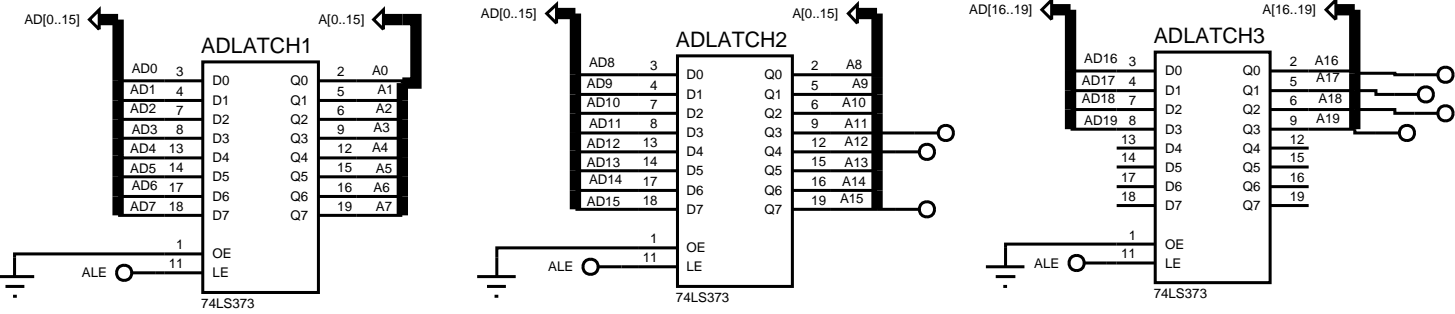 AD[0..15] A[0..15]
ADLATCH1
AD0 3 D0 Q0 2 A0
AD1 4 D1 Q1 5 A1
AD2 7 D2 Q2 6 A2
AD3 8 D3 Q3 9 A3
AD4 13 D4 Q4 12 A4
AD5 14 D5 Q5 15 A5
AD6 17 D6 Q6 16 A6
AD7 18 D7 Q7 19 A7
1 OE
ALE 11 LE
74LS373
AD[0..15] A[0..15]
ADLATCH2
AD8 3 D0 Q0 2 A8
AD9 4 D1 Q1 5 A9
AD10 7 D2 Q2 6 A10
AD11 8 D3 Q3 9 A11
AD12 13 D4 Q4 12 A12
AD13 14 D5 Q5 15 A13
AD14 17 D6 Q6 16 A14
AD15 18 D7 Q7 19 A15
1 OE
ALE 11 LE
74LS373
AD[16..19] A[16..19]
ADLATCH3
AD16 3 D0 Q0 2 A16
AD17 4 D1 Q1 5 A17
AD18 7 D2 Q2 6 A18
AD19 8 D3 Q3 9 A19
13 D4 Q4 12
14 D5 Q5 15
17 D6 Q6 16
18 D7 Q7 19
1 OE
ALE 11 LE
74LS373